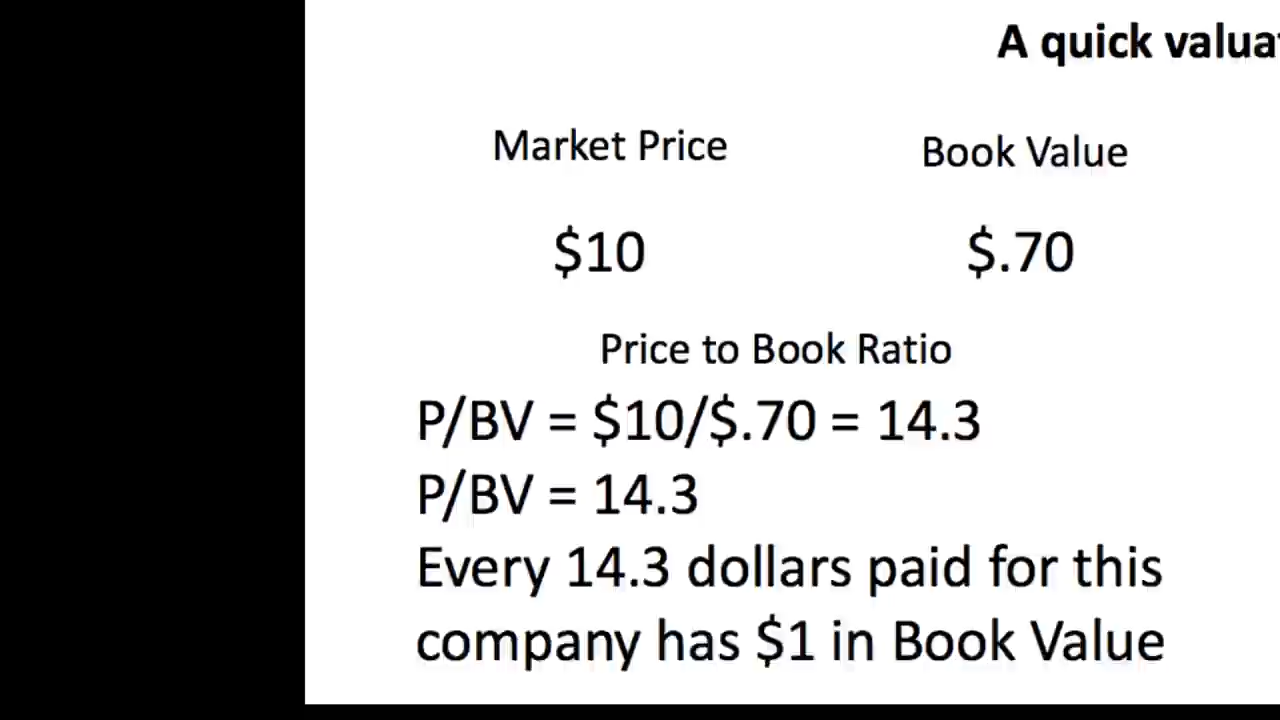 A quick valuat
Market Price
Book Value
$10
$.70
Price to Book Ratio
P/BV = $10/$.70 = 14.3
P/BV = 14.3
Every 14.3 dollars paid for this
company has $1 in Book Value